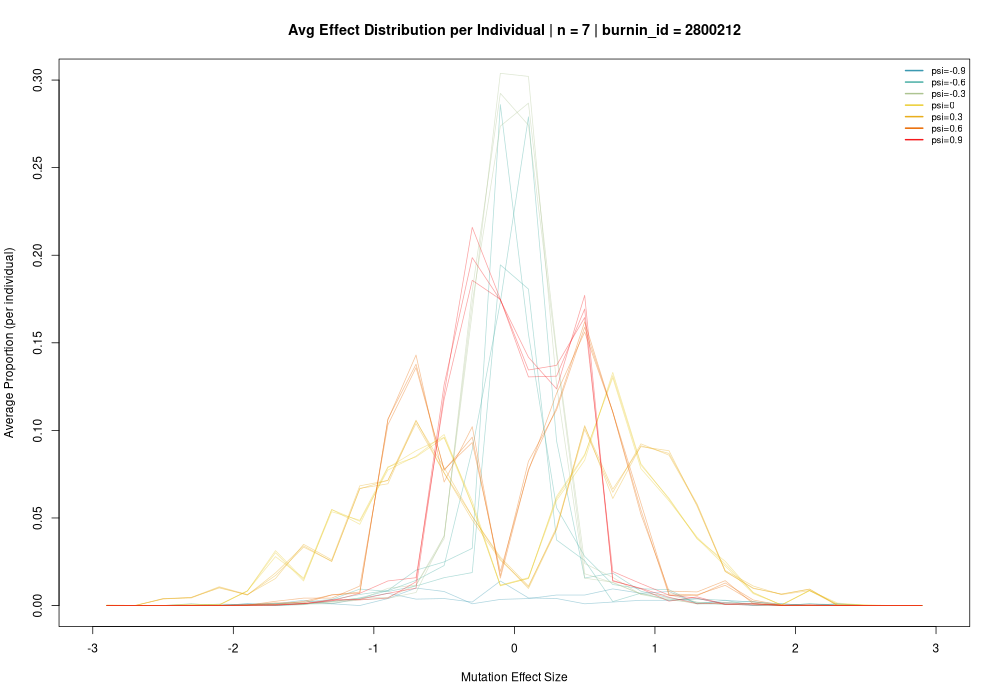 Avg Effect Distribution per Individual | n = 7 | burnin_id = 2800212
psi=-0.9
psi=-0.6
psi=-0.3
psi=0
psi=0.3
psi=0.6
psi=0.9
Average Proportion (per individual)
0.30
0.25
0.20
0.15
0.10
0.05
0.00
-3 -2 -1 0 1 2 3
Mutation Effect Size